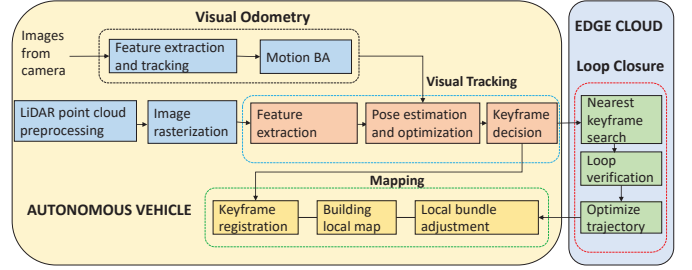 Visual Odometry
Images
from
camera
Feature extraction
and tracking
Motion BA
Visual Tracking
LiDAR point cloud
preprocessing
Image
rasterization
Feature
extraction
Pose estimation
and optimization
Keyframe
decision
Mapping
AUTONOMOUS VEHICLE
Keyframe
registration
Building
local map
Local bundle
adjustment
EDGE CLOUD
Loop Closure
Nearest
keyframe
search
Loop
verification
Optimize
trajectory